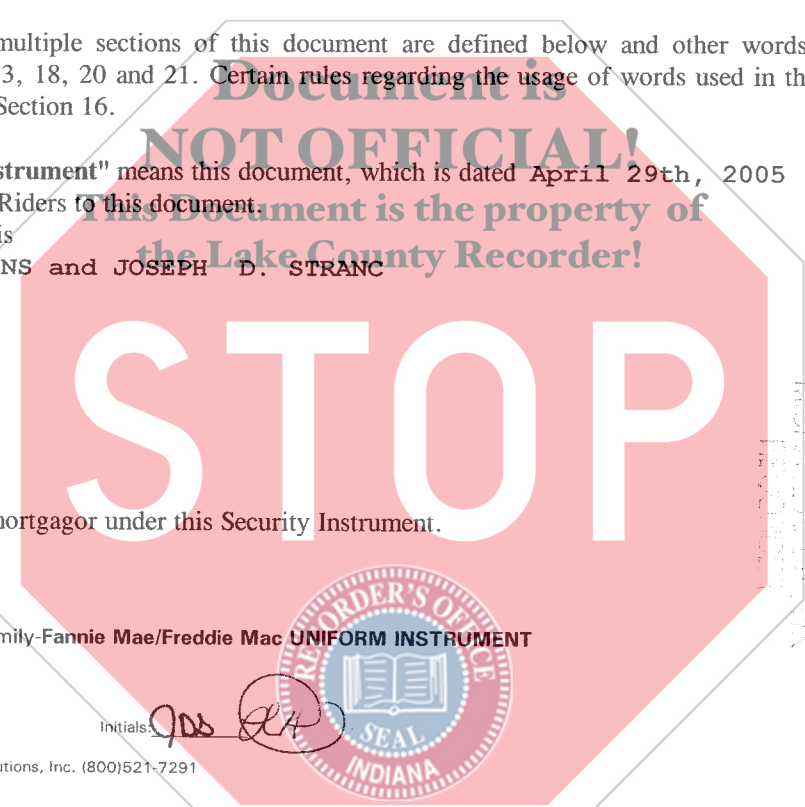 multiple sections of this document are defined below and other words
3, 18, 20 and 21. Certain rules regarding the usage of words used in th
Section 16.
Document is
NOT OFFICIAL!
strument" means this document, which is dated April 29th, 2005
Riders to this document.
This Document is the property of
is
the Lake County Recorder!
NS and JOSEPH D. STRANC
STOP
mortgagor under this Security Instrument.
RECORDER'S OFFICE
mily-Fannie Mae/Freddie Mac UNIFORM INSTRUMENT
Initials: JDS
SEAL
INDIANA
utions, Inc. (800)521-7291